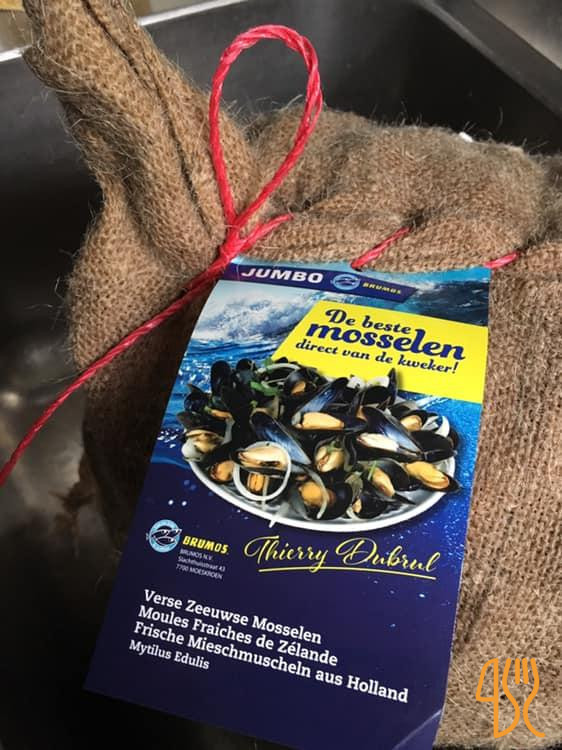 JUMBO BRUMOS
De beste
mosselen
direct van de kweker!
BRUMOS
BRUMOS N.V.
Slachthuisstraat 43
7700 MOESKROEN
Thierry Dubrul
Verse Zeeuwse Mosselen
Moules Fraiches de Zélande
Frische Mieschmuscheln aus Holland
Mytilus Edulis